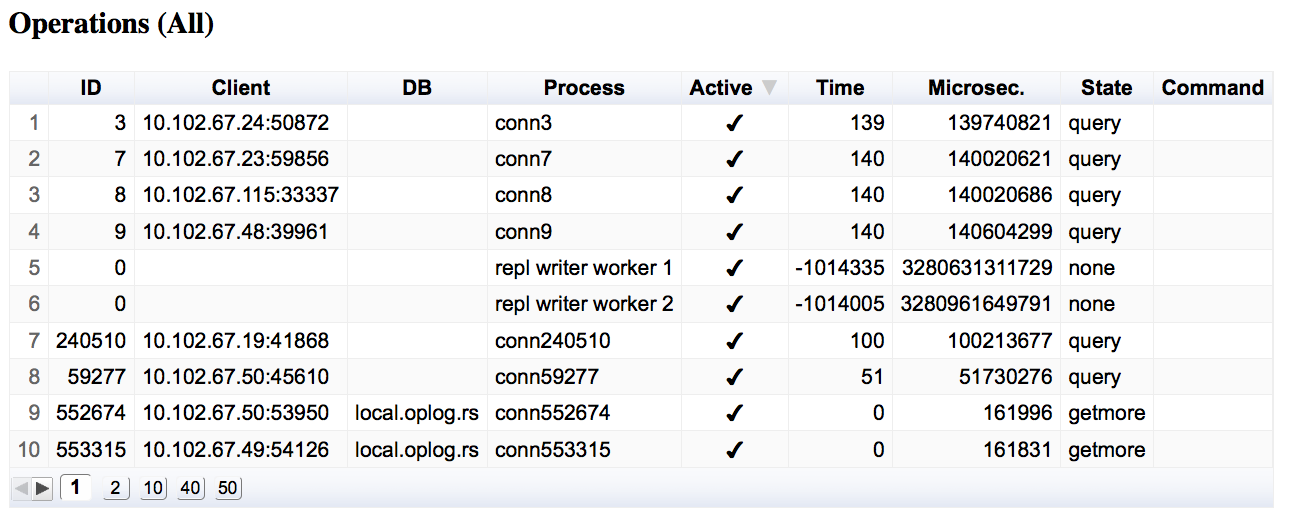 Operations (All)
ID Client DB Process Active ▼ Time Microsec. State Command
1 3 10.102.67.24:50872 conn3 ✔ 139 139740821 query
2 7 10.102.67.23:59856 conn7 ✔ 140 140020621 query
3 8 10.102.67.115:33337 conn8 ✔ 140 140020686 query
4 9 10.102.67.48:39961 conn9 ✔ 140 140604299 query
5 0 repl writer worker 1 ✔ -1014335 3280631311729 none
6 0 repl writer worker 2 ✔ -1014005 3280961649791 none
7 240510 10.102.67.19:41868 conn240510 ✔ 100 100213677 query
8 59277 10.102.67.50:45610 conn59277 ✔ 51 51730276 query
9 552674 10.102.67.50:53950 local.oplog.rs conn552674 ✔ 0 161996 getmore
10 553315 10.102.67.49:54126 local.oplog.rs conn553315 ✔ 0 161831 getmore
◀ ▶ 1 2 10 40 50